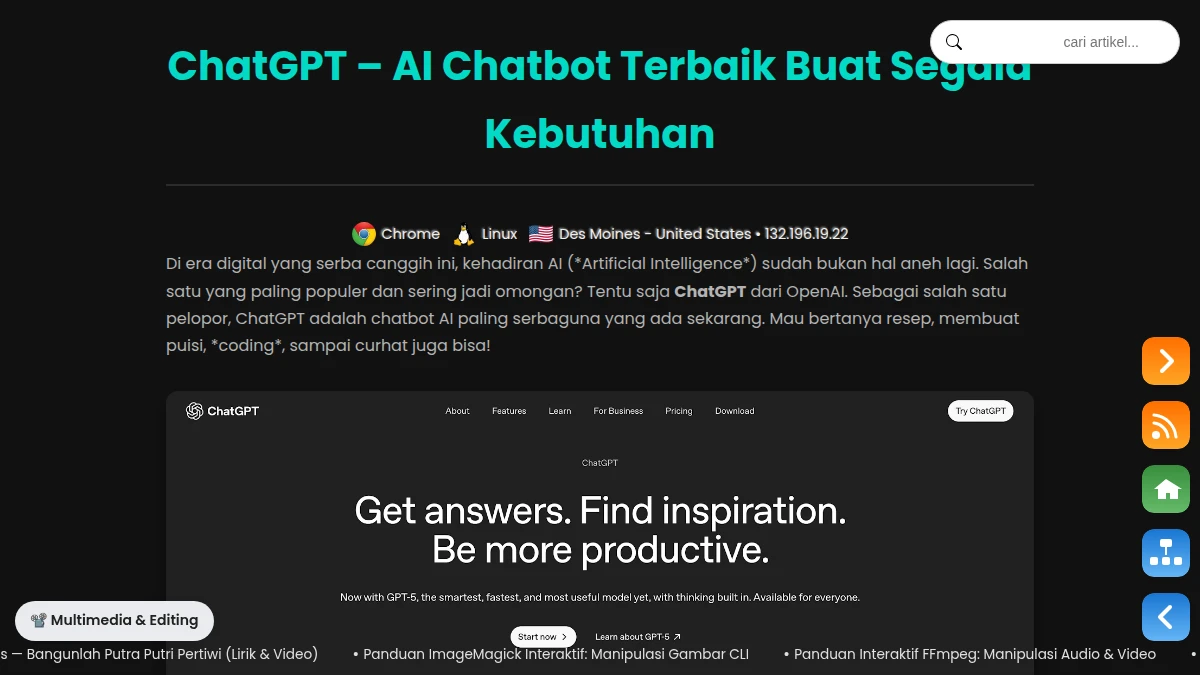 cari artikel...
ChatGPT – AI Chatbot Terbaik Buat Segala
Kebutuhan
Chrome Linux Des Moines - United States • 132.196.19.22
Di era digital yang serba canggih ini, kehadiran AI (*Artificial Intelligence*) sudah bukan hal aneh lagi. Salah
satu yang paling populer dan sering jadi omongan? Tentu saja ChatGPT dari OpenAI. Sebagai salah satu
pelopor, ChatGPT adalah chatbot AI paling serbaguna yang ada sekarang. Mau bertanya resep, membuat
puisi, *coding*, sampai curhat juga bisa!
ChatGPT About Features Learn For Business Pricing Download Try ChatGPT
ChatGPT
Get answers. Find inspiration.
Be more productive.
Now with GPT-5, the smartest, fastest, and most useful model yet, with thinking built in. Available for everyone.
Start now Learn about GPT-5 ↗
Multimedia & Editing
s — Bangunlah Putra Putri Pertiwi (Lirik & Video) • Panduan ImageMagick Interaktif: Manipulasi Gambar CLI • Panduan Interaktif FFmpeg: Manipulasi Audio & Video •